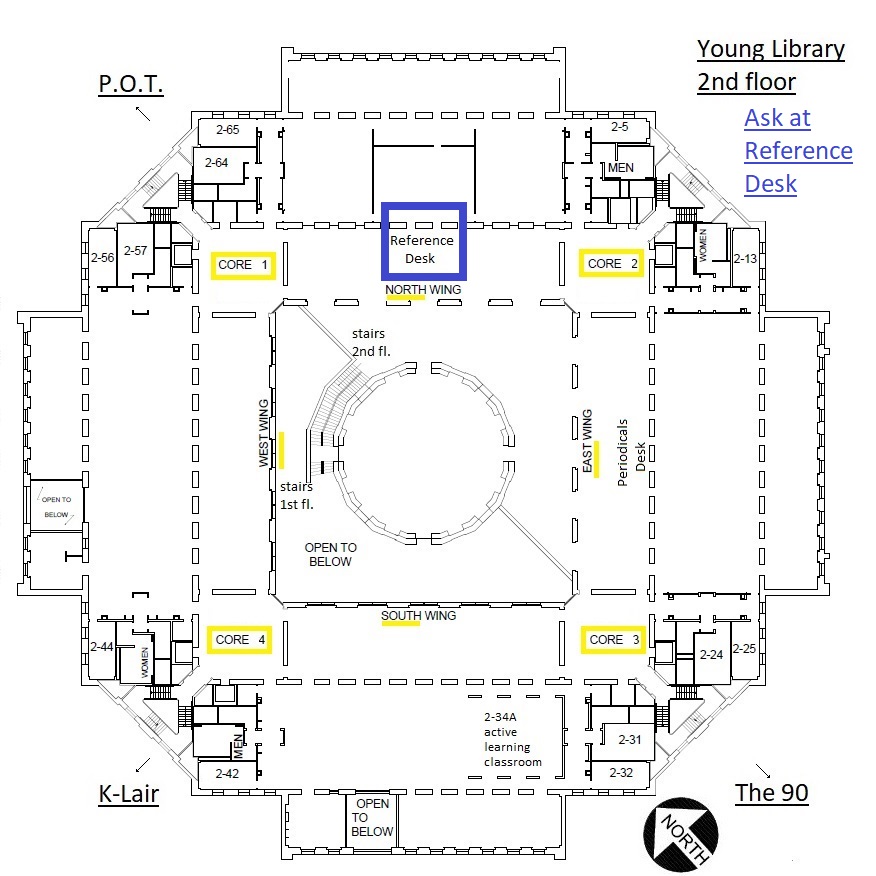 Young Library
2nd floor
P.O.T.
Ask at
Reference
Desk
2-65
2-5
2-64
MEN
Reference
Desk
2-56
2-57
WOMEN
2-13
CORE 1
CORE 2
NORTH WING
stairs
2nd fl.
WEST WING
EAST WING
Periodicals
Desk
stairs
1st fl.
OPEN TO
BELOW
OPEN TO
BELOW
SOUTH WING
CORE 4
CORE 3
2-44
WOMEN
2-24
2-25
2-34A
active
learning
classroom
MEN
2-31
2-42
2-32
K-Lair
The 90
OPEN
TO
BELOW
NORTH